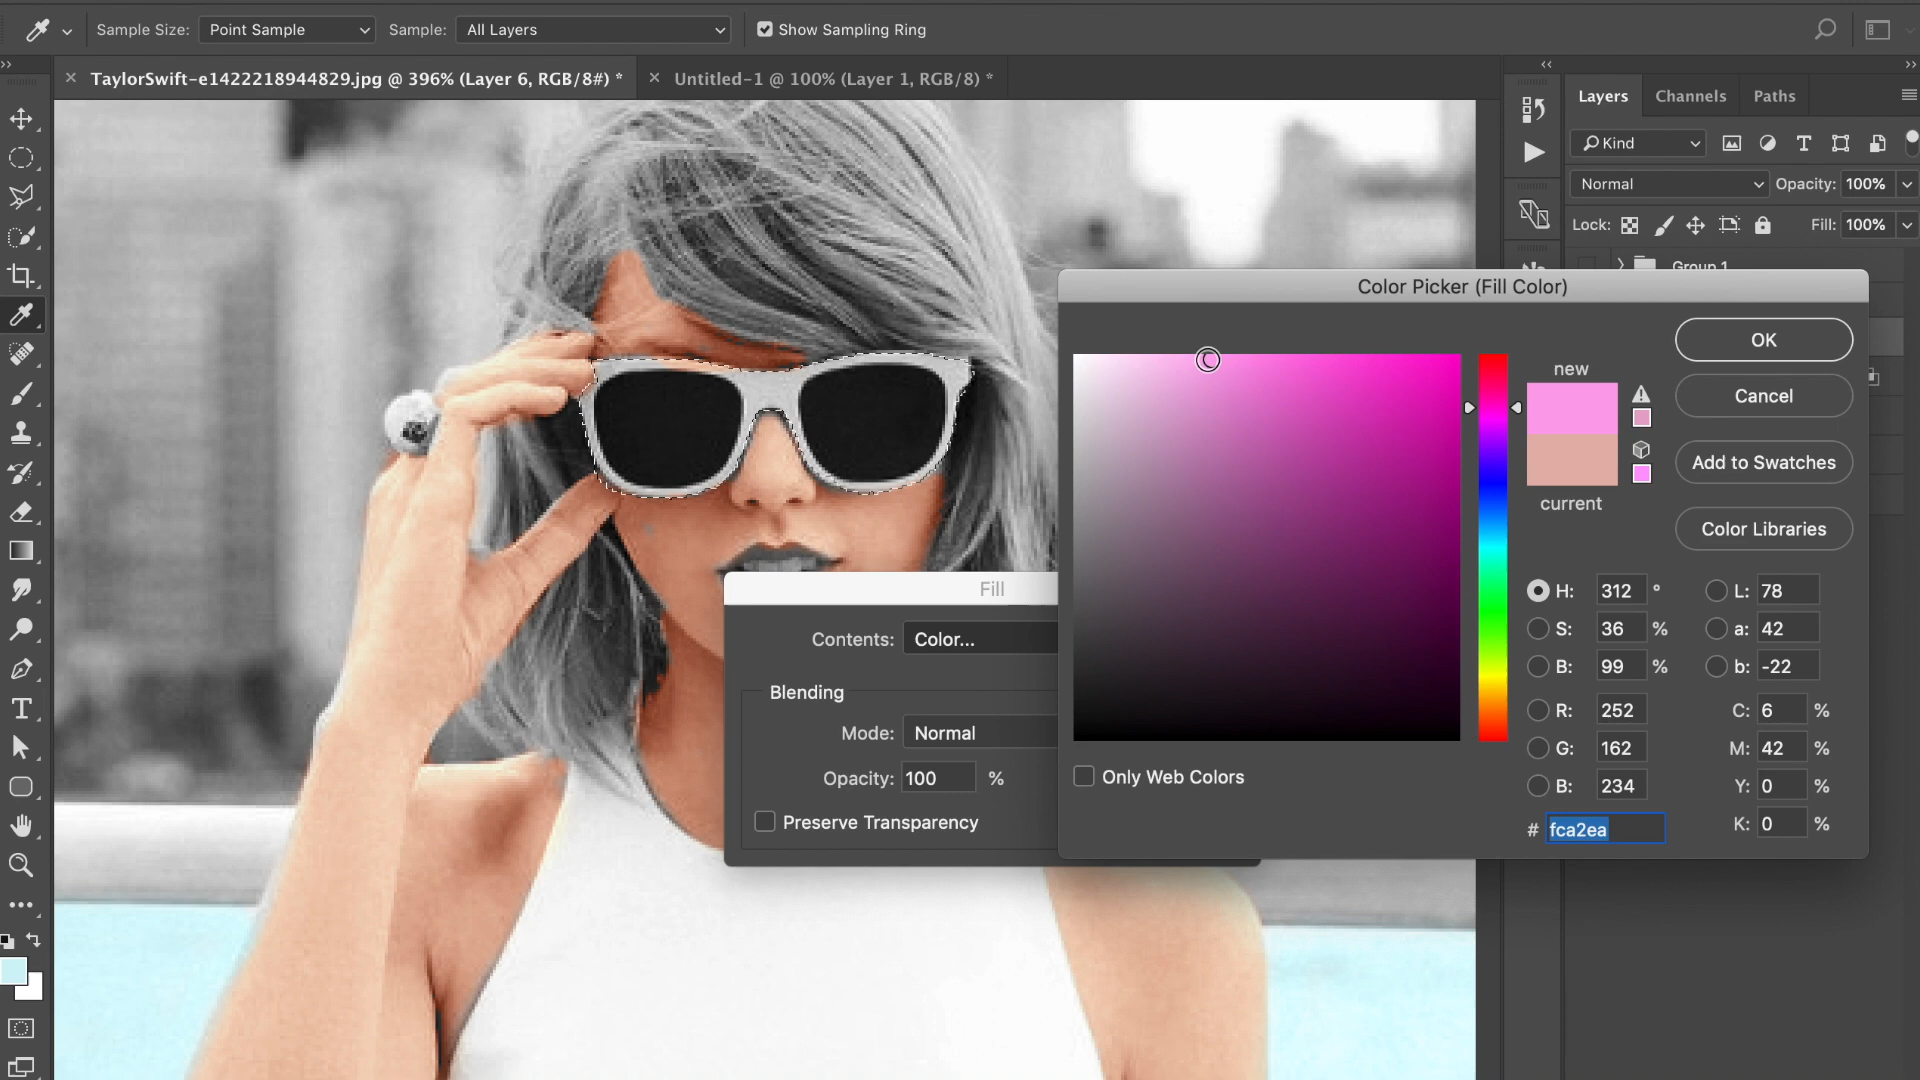 Sample Size: Point Sample Sample: All Layers Show Sampling Ring
TaylorSwift-e1422218944829.jpg @ 396% (Layer 6, RGB/8#) * Untitled-1 @ 100% (Layer 1, RGB/8) *
Layers Channels Paths
Kind
Normal Opacity: 100%
Lock: Fill: 100%
Group 1
Color Picker (Fill Color)
OK
new
Cancel
Add to Swatches
current
Color Libraries
H: 312 ° L: 78
S: 36 % a: 42
B: 99 % b: -22
R: 252 C: 6 %
G: 162 M: 42 %
B: 234 Y: 0 %
# fca2ea K: 0 %
Only Web Colors
Fill
Contents: Color...
Blending
Mode: Normal
Opacity: 100 %
Preserve Transparency